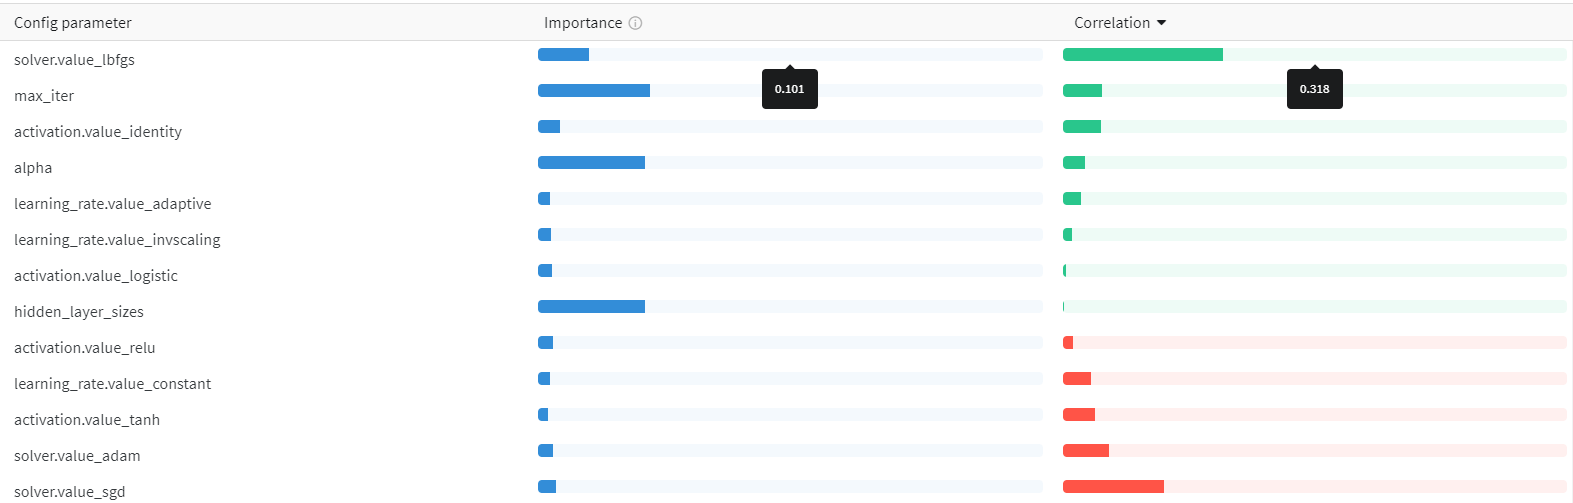 Config parameter Importance Correlation
solver.value_lbfgs
max_iter 0.101 0.318
activation.value_identity
alpha
learning_rate.value_adaptive
learning_rate.value_invscaling
activation.value_logistic
hidden_layer_sizes
activation.value_relu
learning_rate.value_constant
activation.value_tanh
solver.value_adam
solver.value_sgd